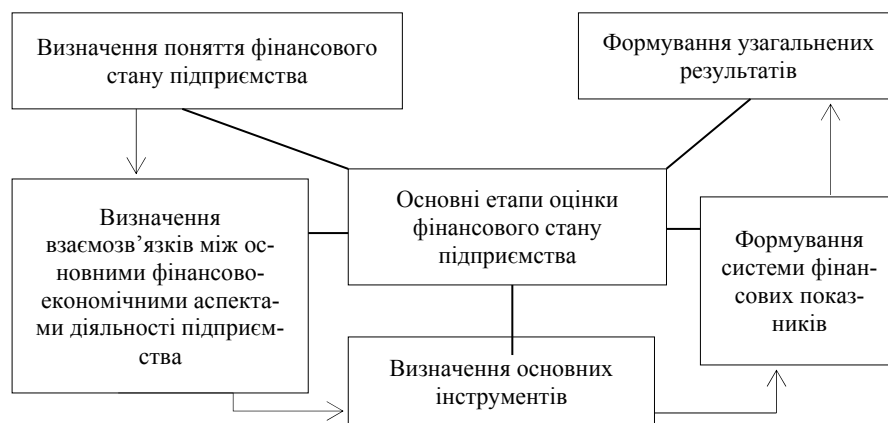 Визначення поняття фінансового
стану підприємства
Формування узагальнених
результатів
Основні етапи оцінки
фінансового стану
підприємства
Визначення
взаємозв’язків між ос-
новними фінансово-
економічними аспекта-
ми діяльності підприєм-
ства
Формування
системи фінан-
сових показ-
ників
Визначення основних
інструментів